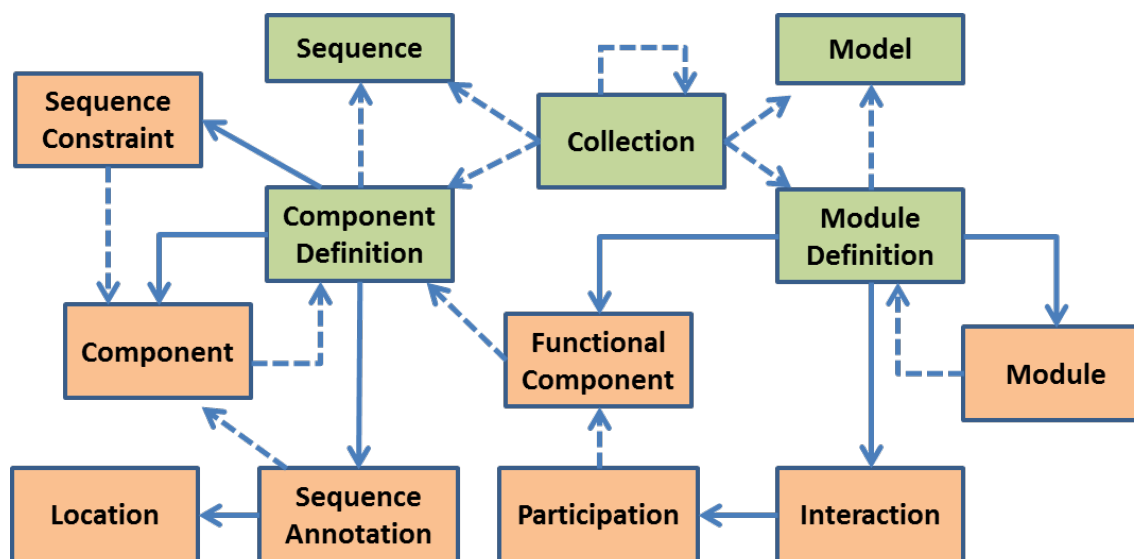 Sequence
Model
Sequence
Constraint
Collection
Component
Definition
Module
Definition
Component
Functional
Component
Module
Location
Sequence
Annotation
Participation
Interaction